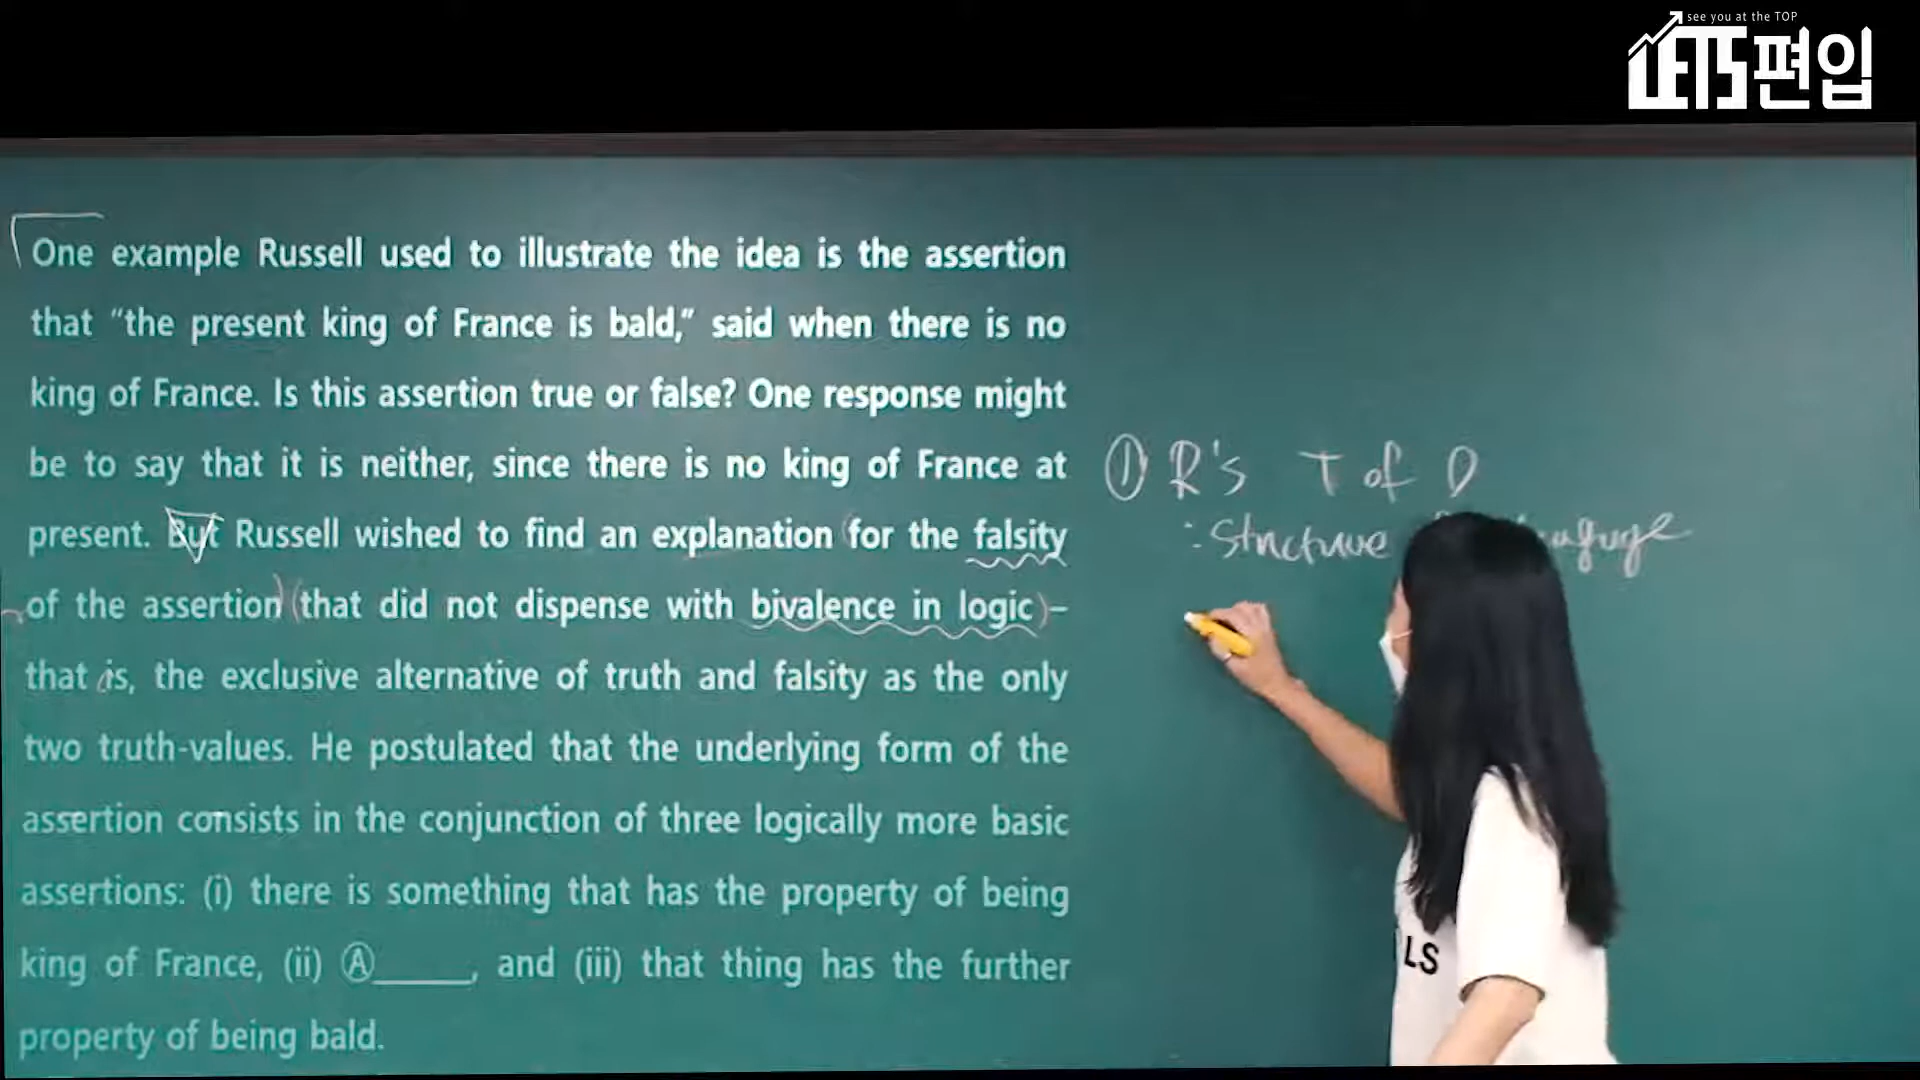 see you at the TOP
LETS편입
One example Russell used to illustrate the idea is the assertion
that “the present king of France is bald,” said when there is no
king of France. Is this assertion true or false? One response might
be to say that it is neither, since there is no king of France at
present. But Russell wished to find an explanation for the falsity
of the assertion that did not dispense with bivalence in logic–
that is, the exclusive alternative of truth and falsity as the only
two truth-values. He postulated that the underlying form of the
assertion consists in the conjunction of three logically more basic
assertions: (i) there is something that has the property of being
king of France, (ii) Ⓐ_____, and (iii) that thing has the further
property of being bald.
① R's T of D
: Structure
LS